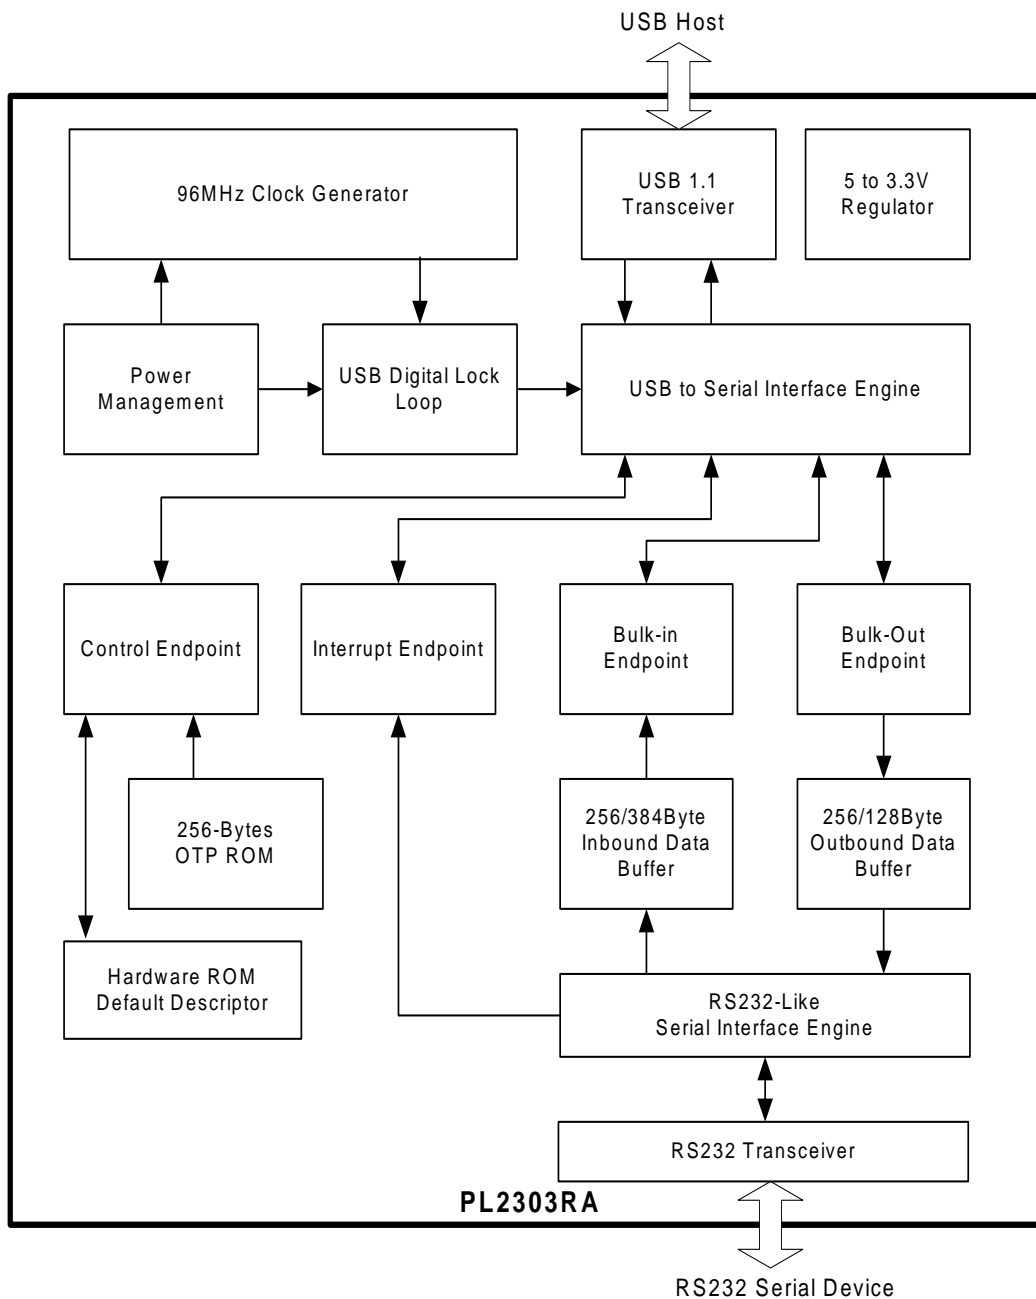 USB Host
96MHz Clock Generator
USB 1.1
Transceiver
5 to 3.3V
Regulator
Power
Management
USB Digital Lock
Loop
USB to Serial Interface Engine
Control Endpoint
Interrupt Endpoint
Bulk-in
Endpoint
Bulk-Out
Endpoint
256-Bytes
OTP ROM
256/384Byte
Inbound Data
Buffer
256/128Byte
Outbound Data
Buffer
Hardware ROM
Default Descriptor
RS232-Like
Serial Interface Engine
RS232 Transceiver
PL2303RA
RS232 Serial Device